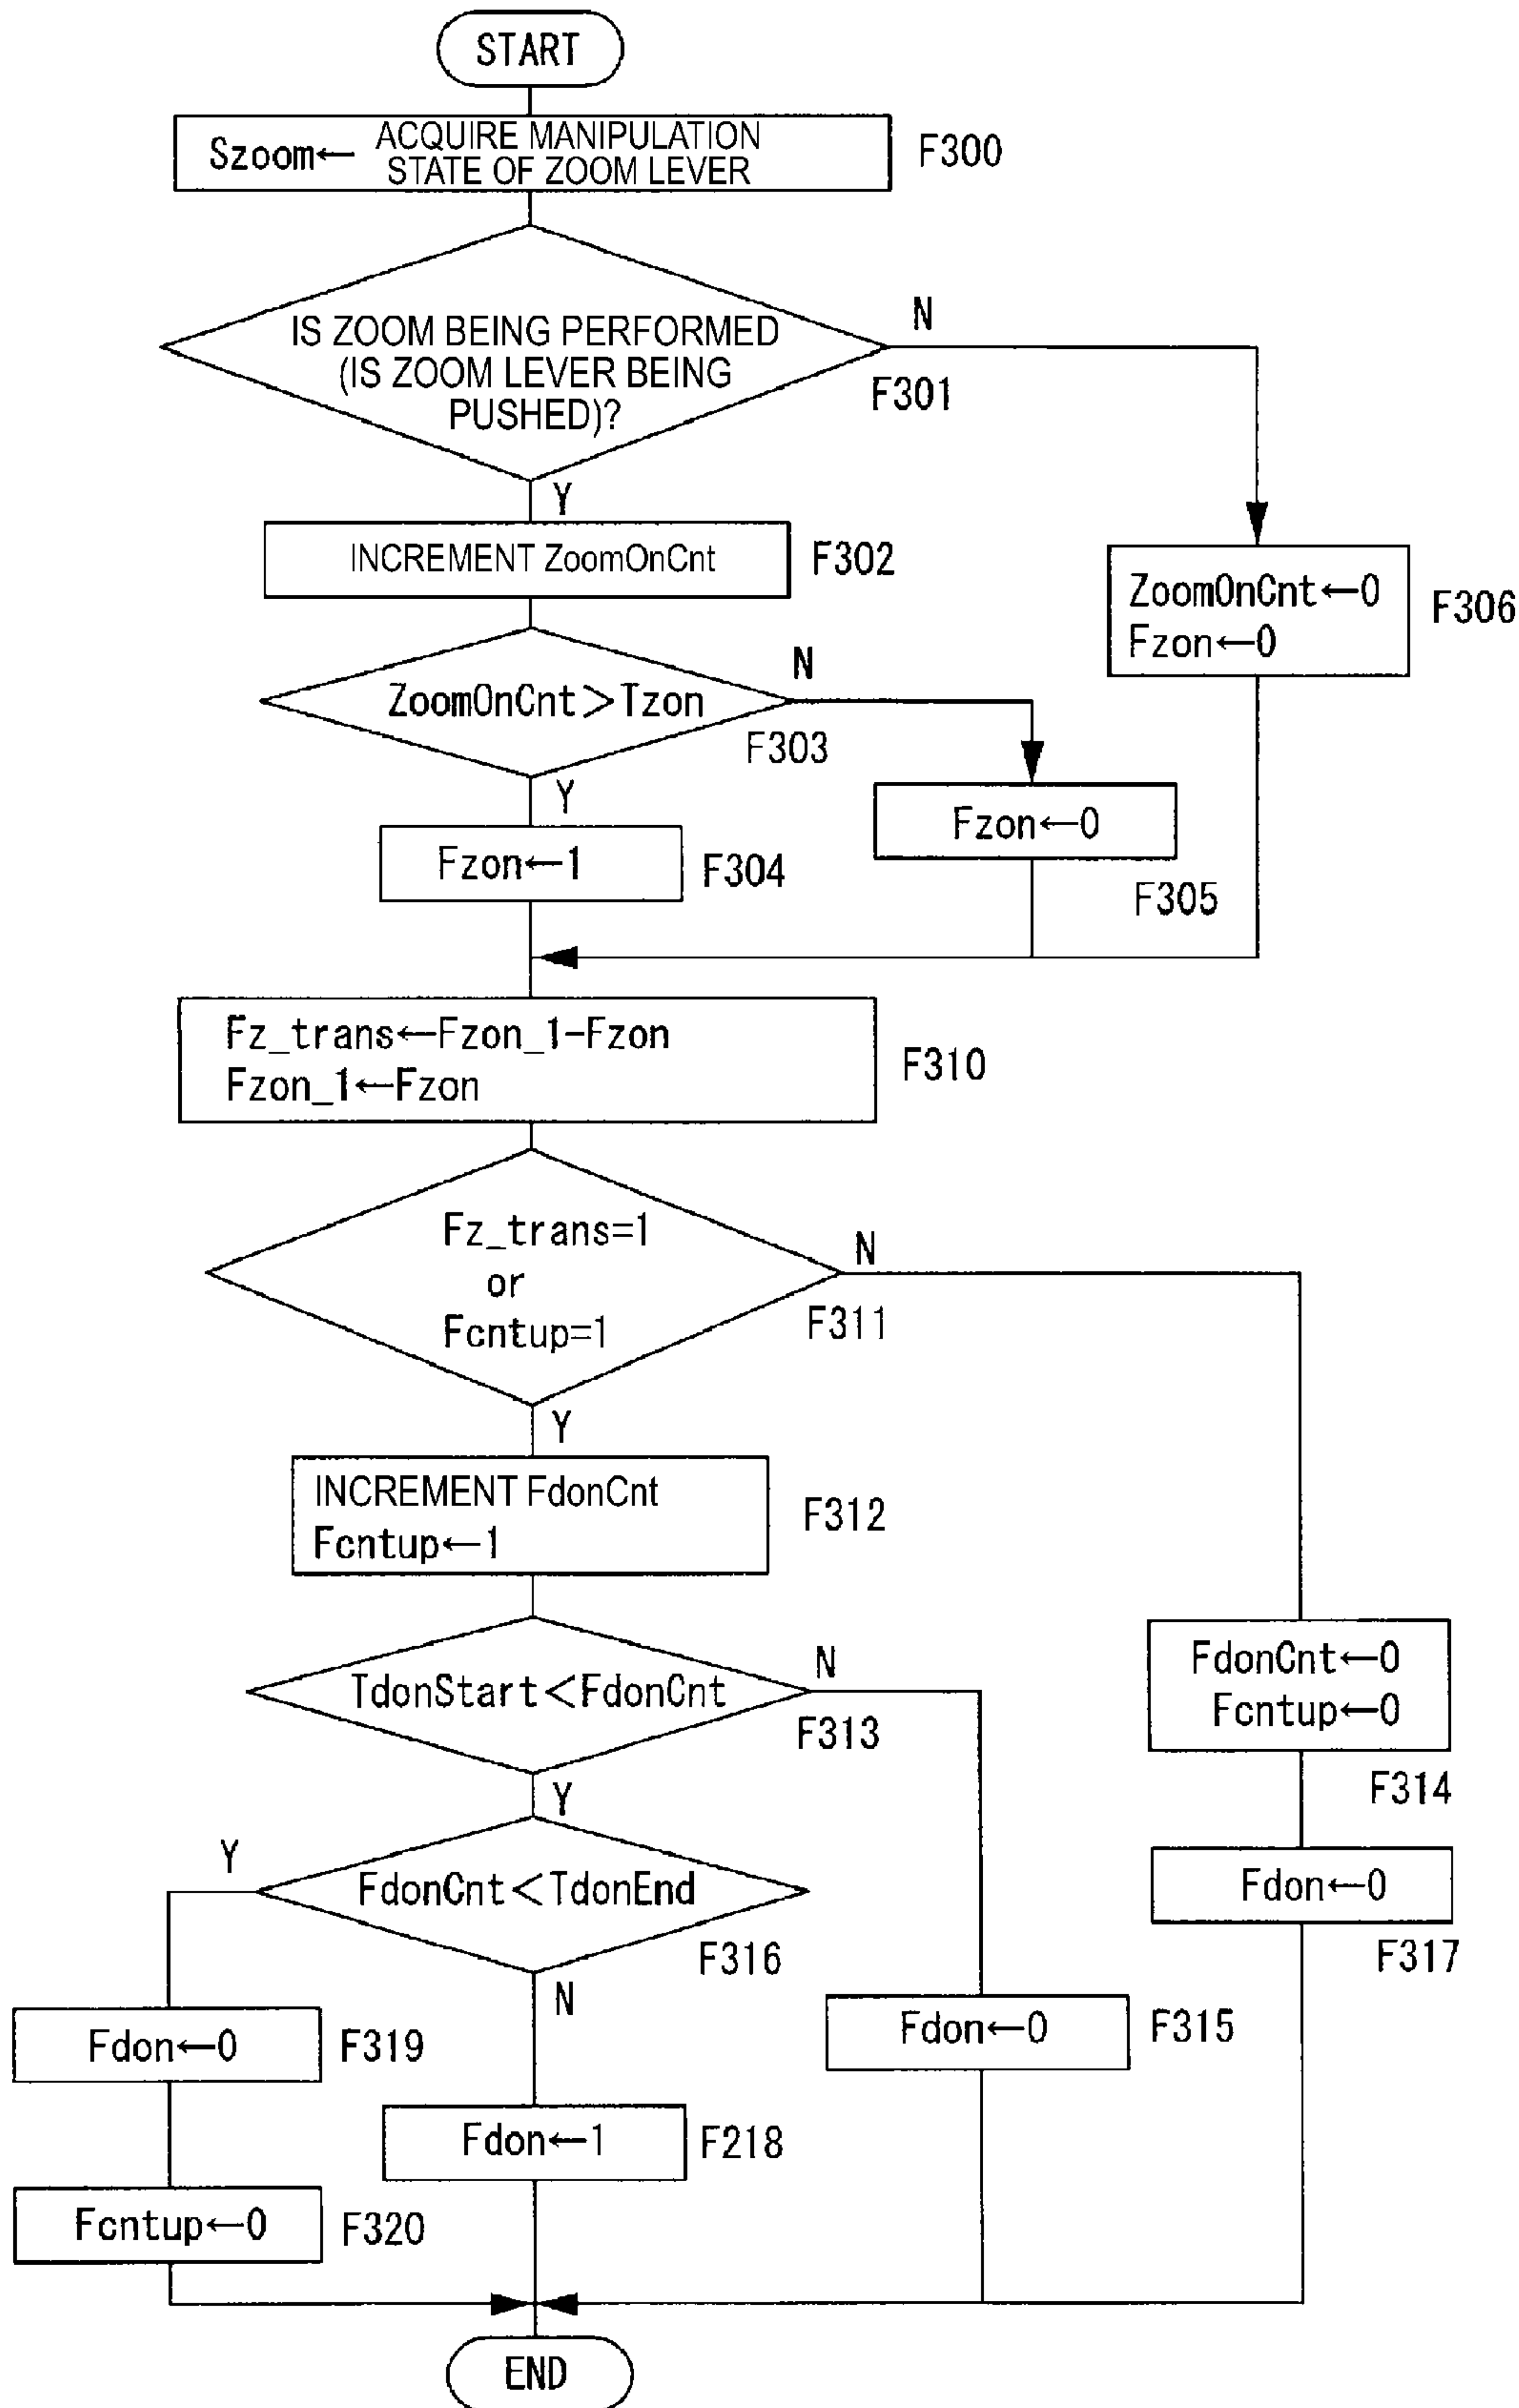 START
Szoom← ACQUIRE MANIPULATION
STATE OF ZOOM LEVER
F300
IS ZOOM BEING PERFORMED
(IS ZOOM LEVER BEING
PUSHED)?
N
F301
Y
INCREMENT ZoomOnCnt
F302
ZoomOnCnt←0
Fzon←0
F306
ZoomOnCnt>Tzon
N
F303
Y
Fzon←1
F304
Fzon←0
F305
Fz_trans←Fzon_1-Fzon
Fzon_1←Fzon
F310
Fz_trans=1
or
Fcntup=1
N
F311
Y
INCREMENT FdonCnt
Fcntup←1
F312
TdonStart<FdonCnt
N
F313
Y
FdonCnt←0
Fcntup←0
F314
Y
FdonCnt<TdonEnd
F316
N
Fdon←0
F317
Fdon←0
F319
Fdon←0
F315
Fdon←1
F218
Fcntup←0
F320
END